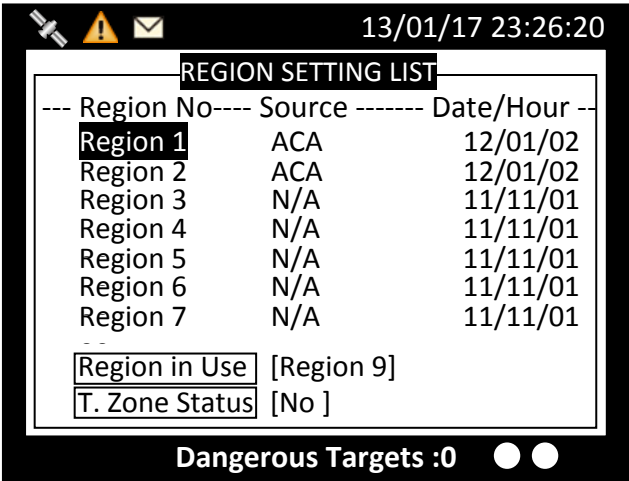 13/01/17 23:26:20
REGION SETTING LIST
--- Region No---- Source ------- Date/Hour --
Region 1 ACA 12/01/02
Region 2 ACA 12/01/02
Region 3 N/A 11/11/01
Region 4 N/A 11/11/01
Region 5 N/A 11/11/01
Region 6 N/A 11/11/01
Region 7 N/A 11/11/01
Region in Use [Region 9]
T. Zone Status [No ]
Dangerous Targets :0